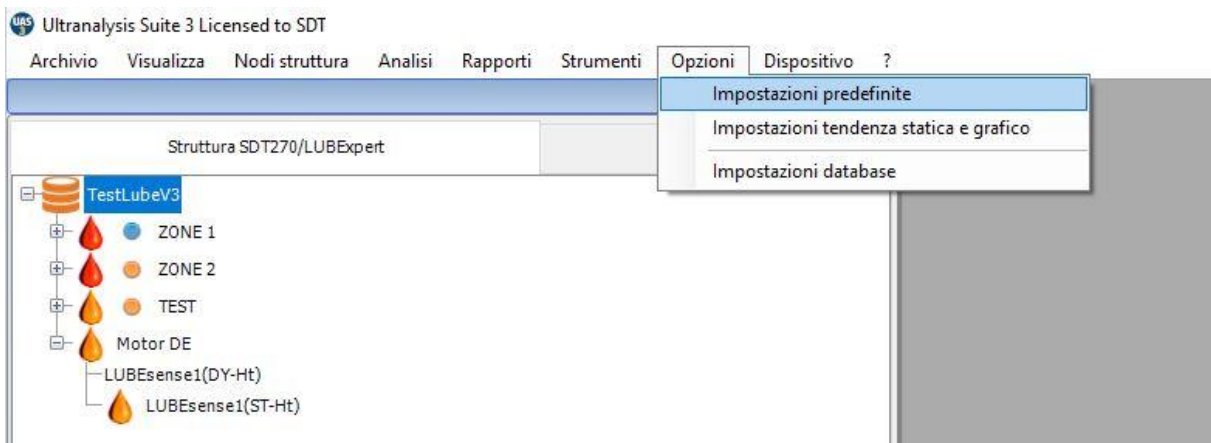 UAS 3
Ultranalysis Suite 3 Licensed to SDT
Archivio Visualizza Nodi struttura Analisi Rapporti Strumenti Opzioni Dispositivo ?
Impostazioni predefinite
Impostazioni tendenza statica e grafico
Impostazioni database
Struttura SDT270/LUBExpert
TestLubeV3
ZONE 1
ZONE 2
TEST
Motor DE
LUBEsense1(DY-Ht)
LUBEsense1(ST-Ht)